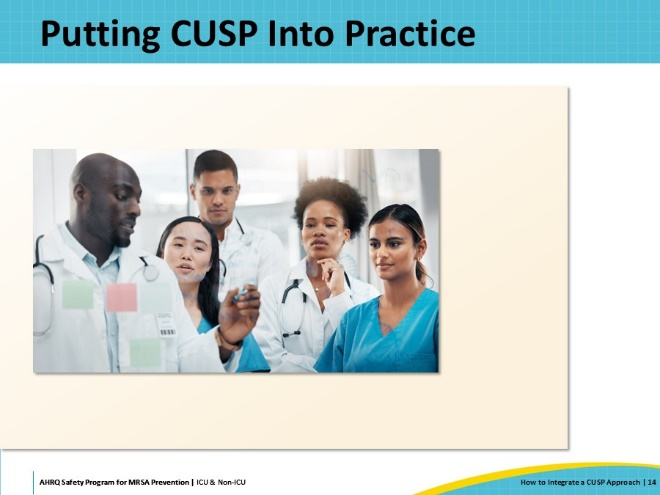 Putting CUSP Into Practice
AHRQ Safety Program for MRSA Prevention | ICU & Non-ICU
How to Integrate a CUSP Approach | 14